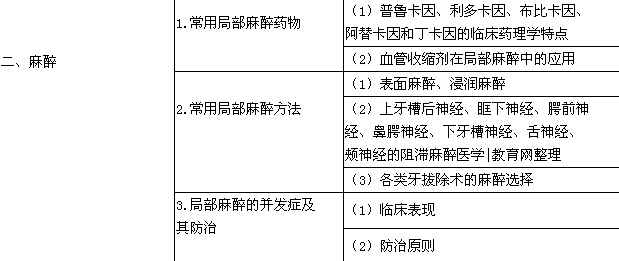 二、麻醉
1.常用局部麻醉药物
（1）普鲁卡因、利多卡因、布比卡因、
阿替卡因和丁卡因的临床药理学特点
（2）血管收缩剂在局部麻醉中的应用
2.常用局部麻醉方法
（1）表面麻醉、浸润麻醉
（2）上牙槽后神经、眶下神经、腭前神
经、鼻腭神经、下牙槽神经、舌神经、
颊神经的阻滞麻醉医学|教育网整理
（3）各类牙拔除术的麻醉选择
3.局部麻醉的并发症及
其防治
（1）临床表现
（2）防治原则